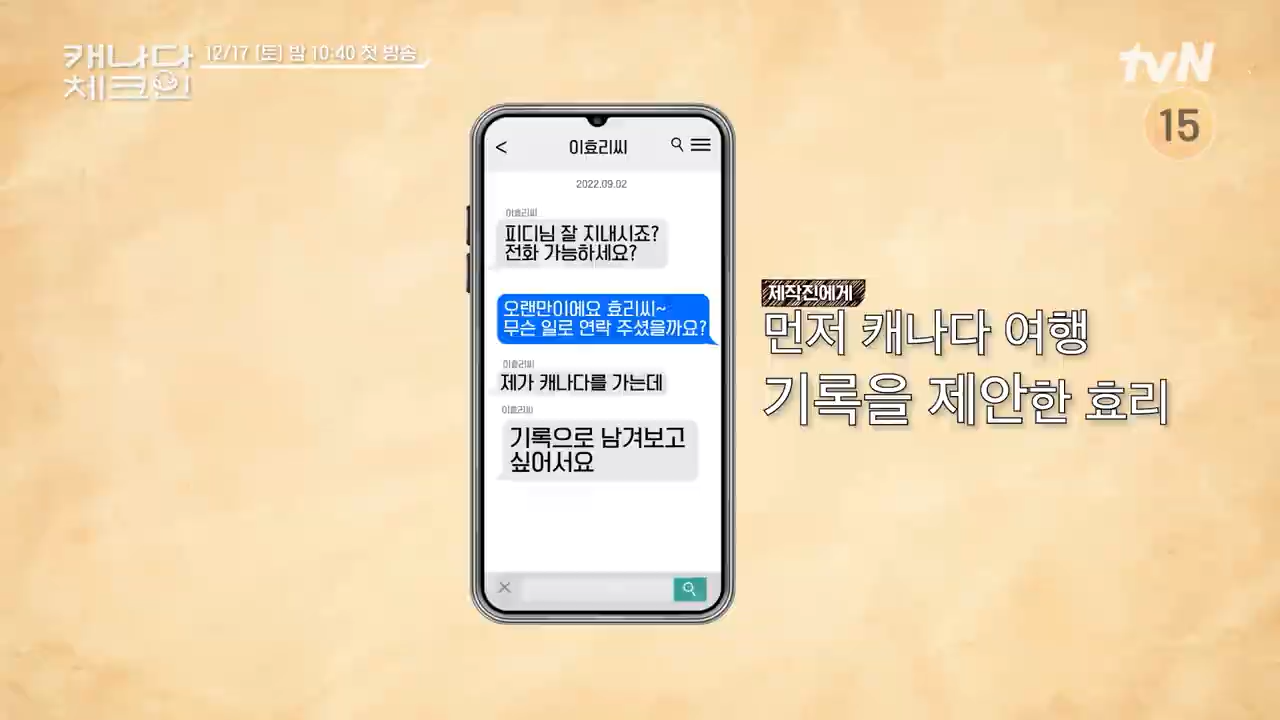 캐나다
체크인
12/17 (토) 밤 10:40 첫 방송
tvN
15
<
이효리씨
2022.09.02
이효리씨
피디님 잘 지내시죠?
전화 가능하세요?
오랜만이에요 효리씨~
무슨 일로 연락 주셨을까요?
이효리씨
제가 캐나다를 가는데
이효리씨
기록으로 남겨보고
싶어서요
제작진에게
먼저 캐나다 여행
기록을 제안한 효리